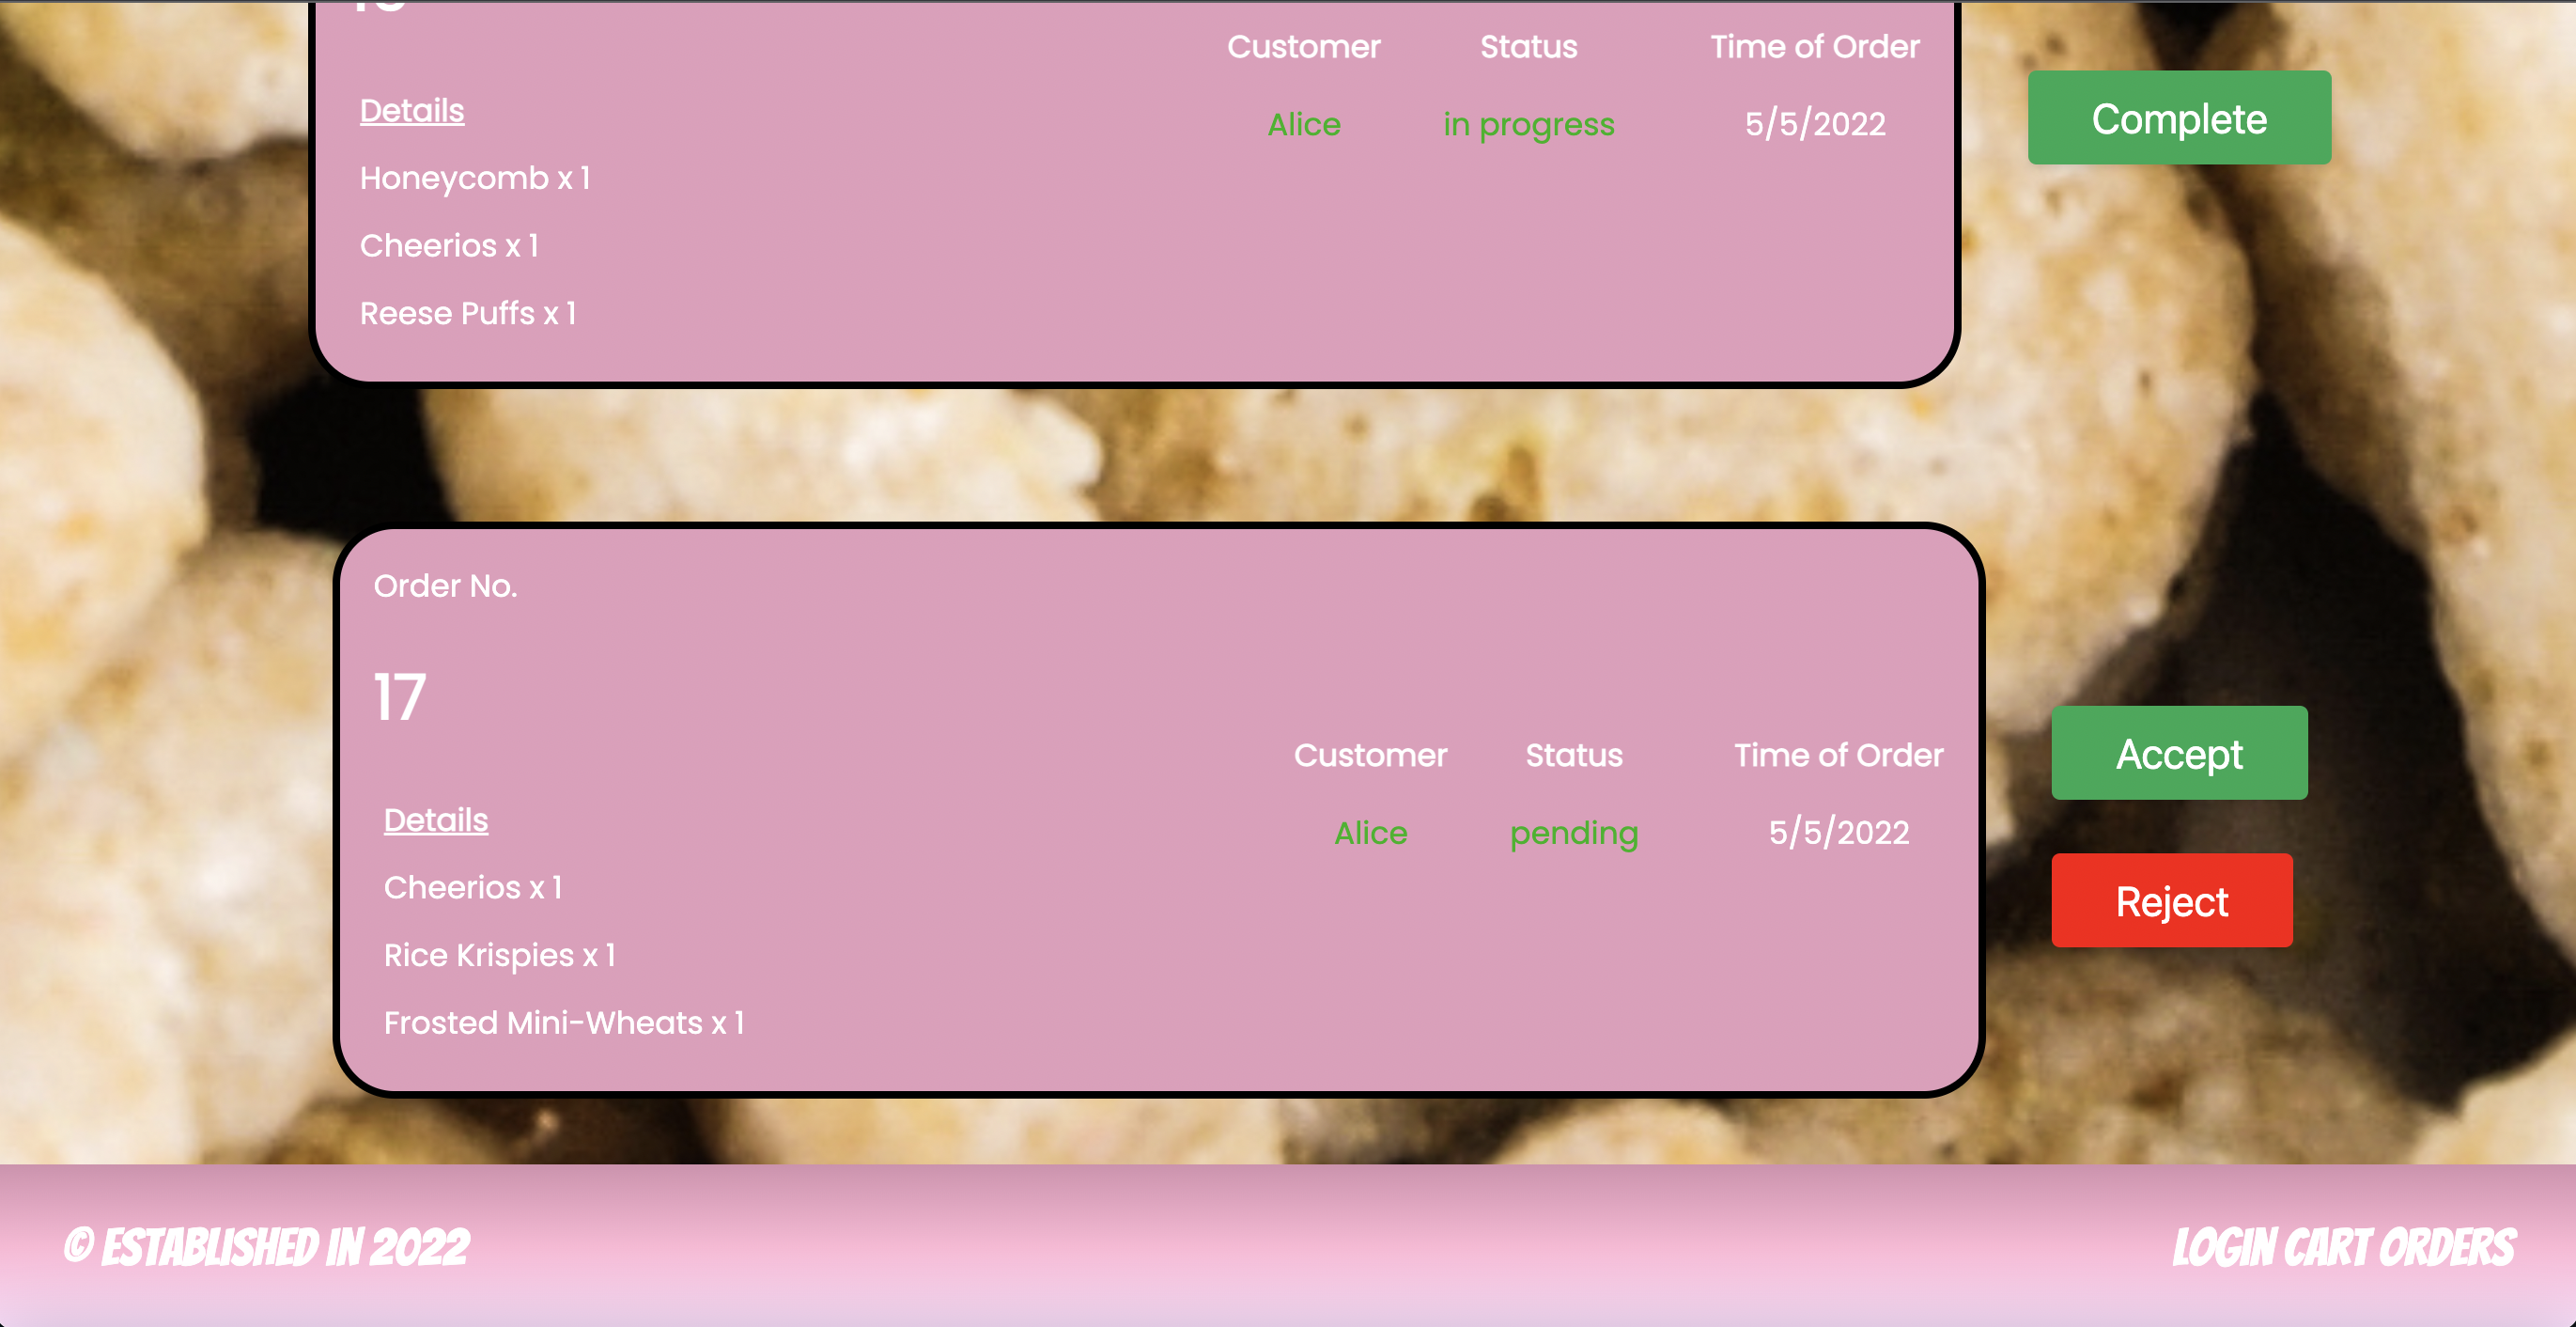 Customer Status Time of Order
Details
Alice in progress 5/5/2022
Complete
Honeycomb x 1
Cheerios x 1
Reese Puffs x 1
Order No.
17
Customer Status Time of Order
Accept
Details
Alice pending 5/5/2022
Cheerios x 1
Reject
Rice Krispies x 1
Frosted Mini-Wheats x 1
© ESTABLISHED IN 2022
LOGIN CART ORDERS